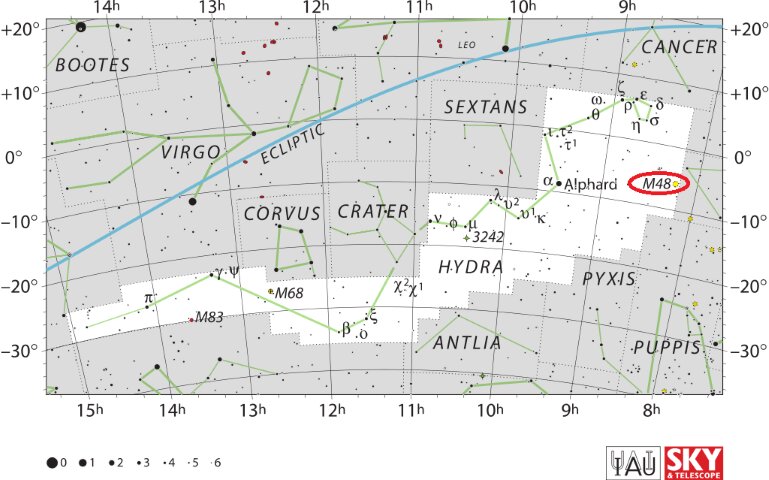 14h 13h 12h 11h 10h 9h
+20° +20°
LEO
CANCER
BOOTES
+10° +10°
SEXTANS
ζ ε
ω ρ δ
θ η σ
ι τ² τ¹
0° 0°
VIRGO
ECLIPTIC
α Alphard
M48
-10° -10°
CORVUS
CRATER
λ υ²
ν φ μ υ¹ κ
3242
HYDRA
PYXIS
-20° -20°
γ ψ
χ² χ¹
π
M68
M83
ξ
β ο
-30° -30°
ANTLIA
PUPPIS
15h 14h 13h 12h 11h 10h 9h 8h
0 1 2 3 4 5 6
IAU
SKY
& TELESCOPE